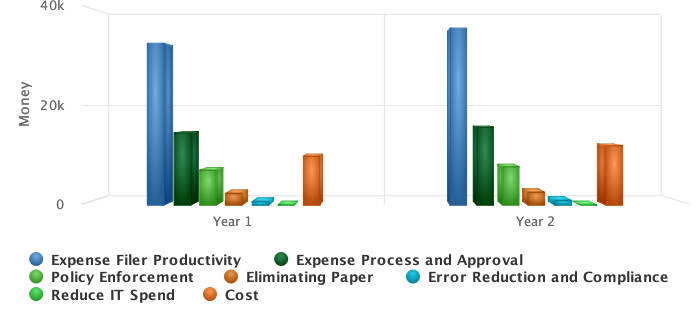 40k
20k
0
Money
Year 1 Year 2
Expense Filer Productivity Expense Process and Approval
Policy Enforcement Eliminating Paper Error Reduction and Compliance
Reduce IT Spend Cost